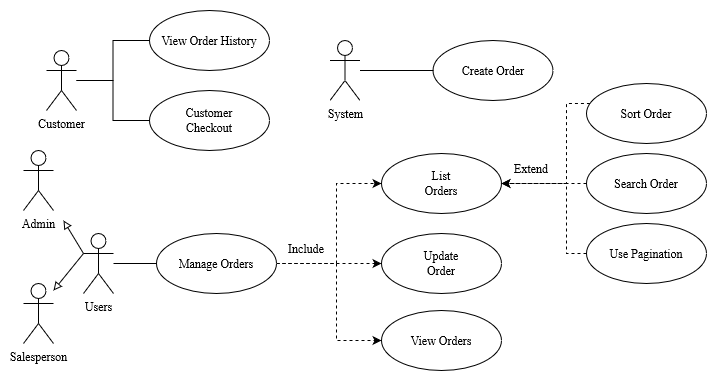 View Order History
Customer
Checkout
Customer
System
Create Order
Admin
Salesperson
Users
Manage Orders
Include
List
Orders
Update
Order
View Orders
Extend
Sort Order
Search Order
Use Pagination